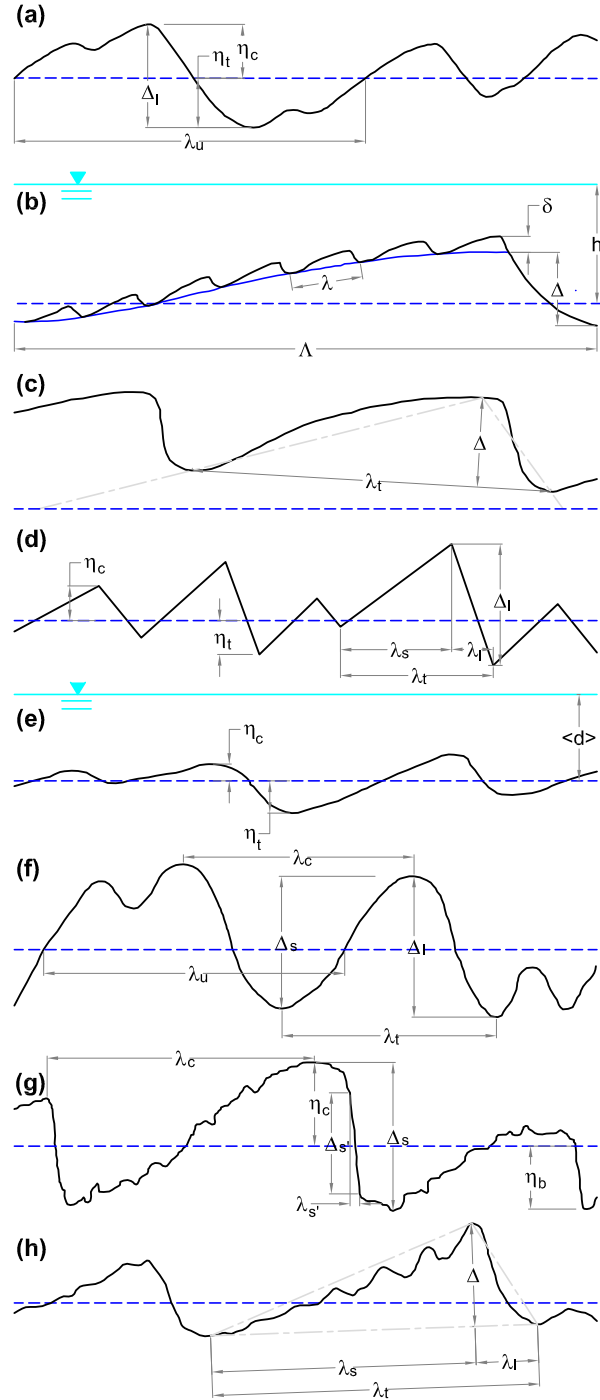 (a)
η_t
η_c
Δ_l
λ_u
(b)
δ
h
λ
Δ
Λ
(c)
Δ
λ_t
(d)
η_c
η_t
Δ_l
λ_s
λ_l
λ_t
(e)
η_c
<d>
η_t
(f)
λ_c
Δ_s
Δ_l
λ_u
λ_t
(g)
λ_c
η_c
Δ_s'
Δ_s
λ_s'
η_b
(h)
Δ
λ_s
λ_l
λ_t